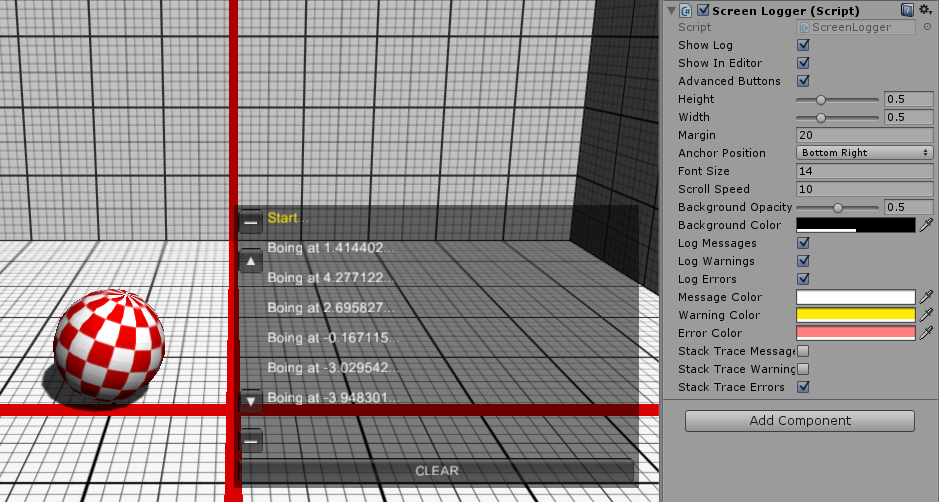 Start...
Boing at 1.414402...
Boing at 4.277122...
Boing at 2.695827...
Boing at -0.167115...
Boing at -3.029542...
Boing at -3.948301...
CLEAR
Screen Logger (Script)
Script ScreenLogger
Show Log
Show In Editor
Advanced Buttons
Height 0.5
Width 0.5
Margin 20
Anchor Position Bottom Right
Font Size 14
Scroll Speed 10
Background Opacity 0.5
Background Color
Log Messages
Log Warnings
Log Errors
Message Color
Warning Color
Error Color
Stack Trace Message
Stack Trace Warning
Stack Trace Errors
Add Component